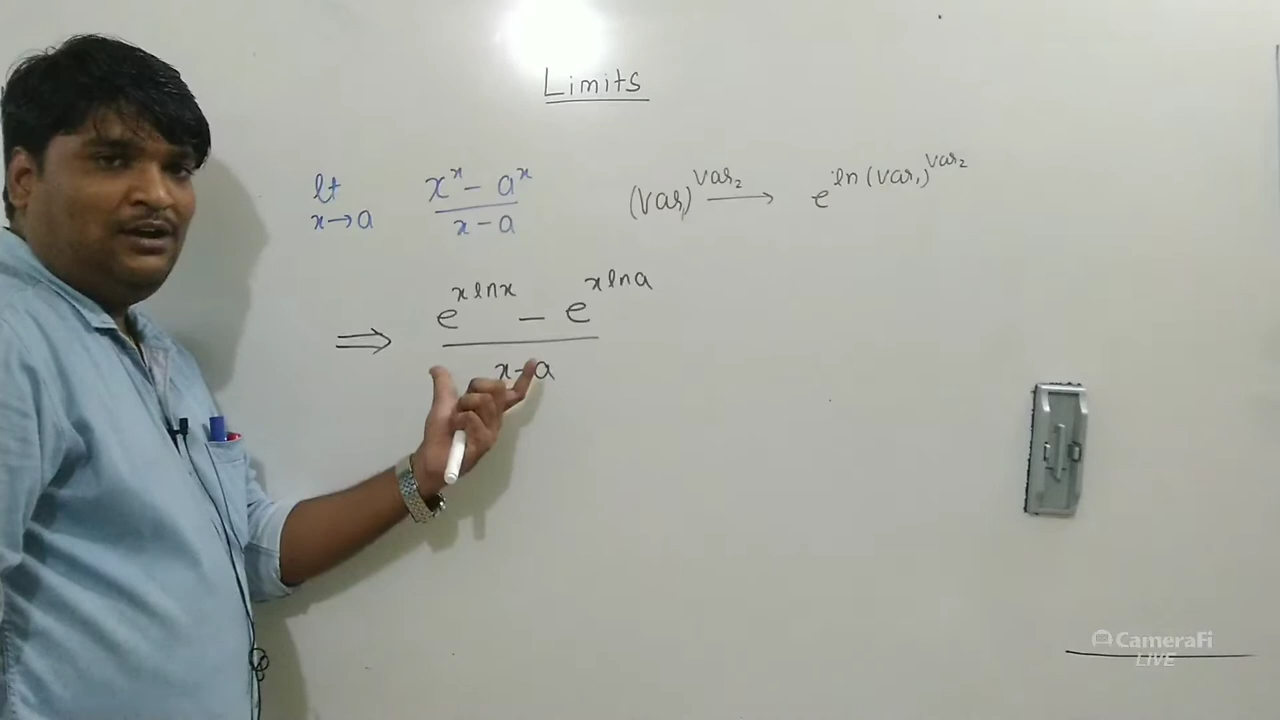 Limits
lt x→a (x^x - a^x)/(x - a) (Var₁)^Var₂ → e^ln (Var₁)^Var₂
⇒ (e^x ln x - e^x ln a)/(x - a)
CameraFi
LIVE